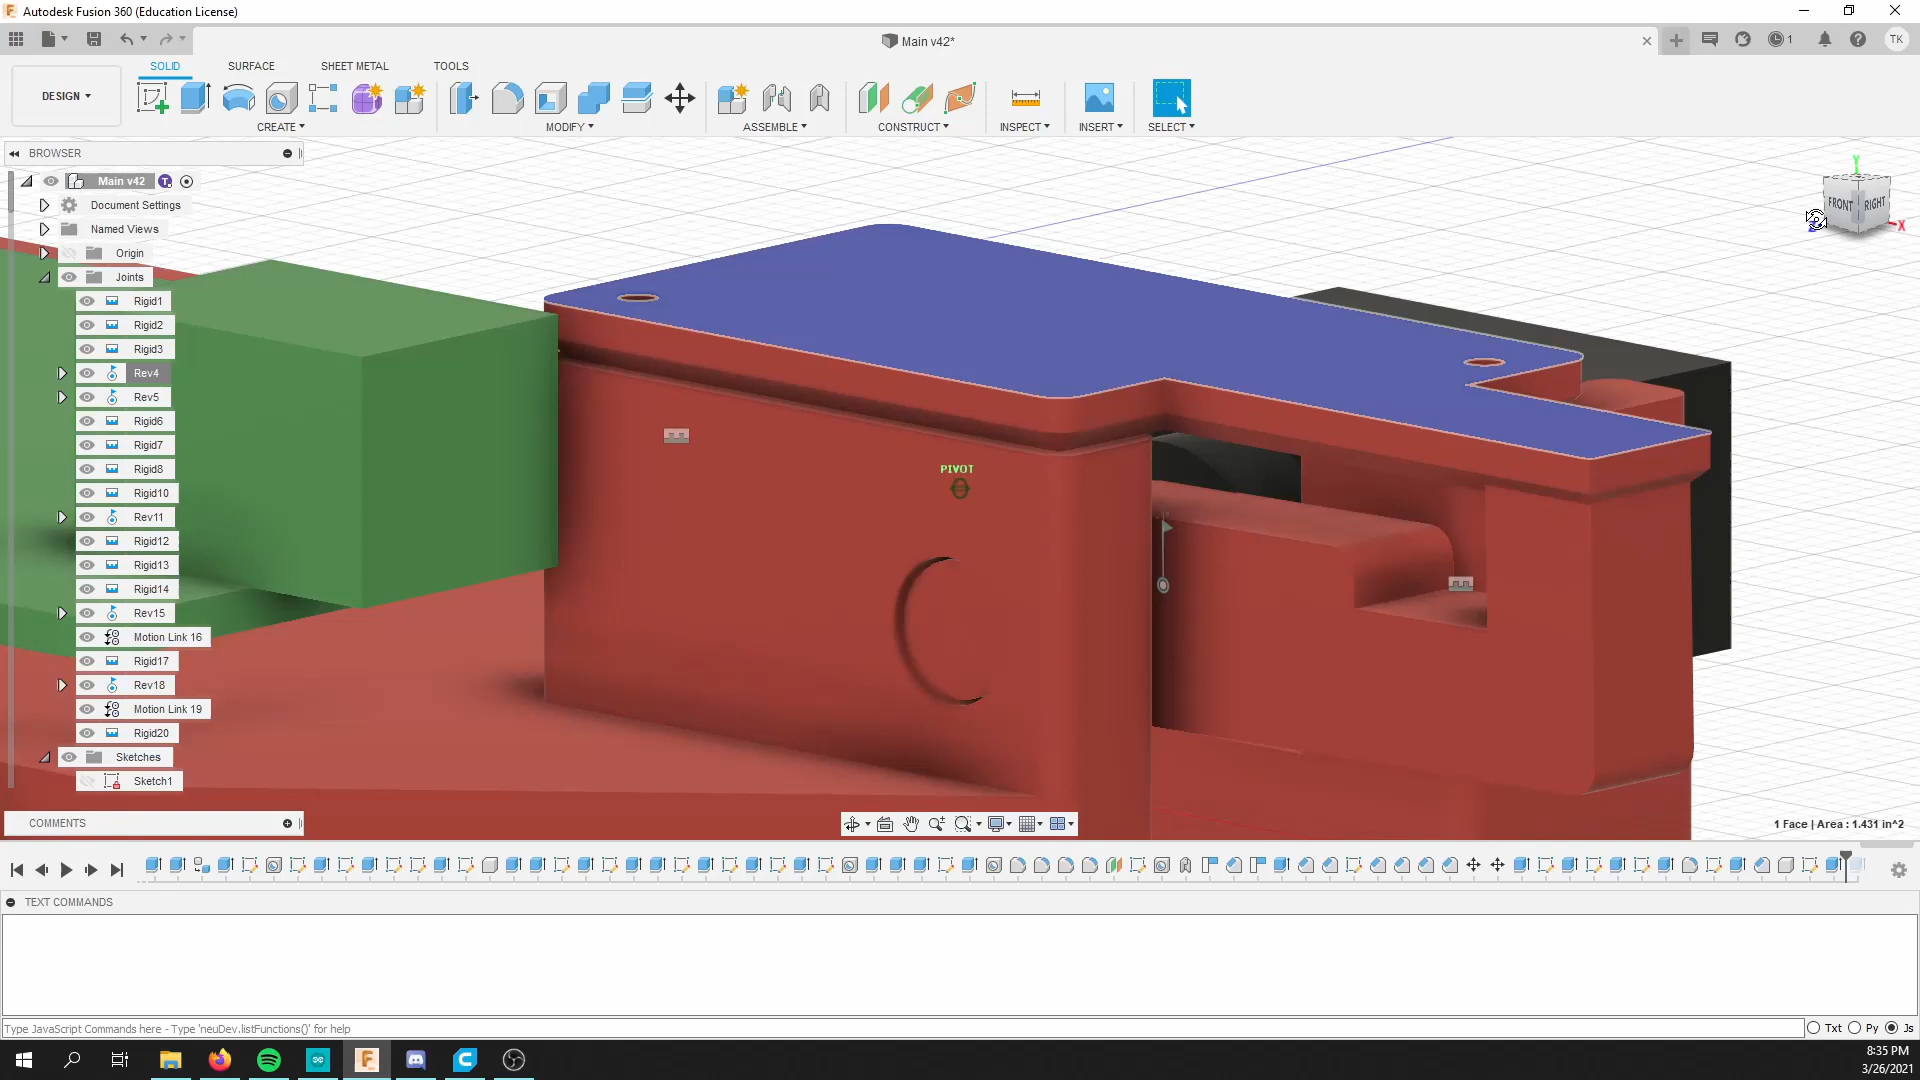 Autodesk Fusion 360 (Education License)
Main v42*
1
TK
SOLID
SURFACE
SHEET METAL
TOOLS
DESIGN
CREATE
MODIFY
ASSEMBLE
CONSTRUCT
INSPECT
INSERT
SELECT
BROWSER
Main v42
Document Settings
Named Views
Origin
Joints
Rigid1
Rigid2
Rigid3
Rev4
Rev5
Rigid6
Rigid7
Rigid8
Rigid10
Rev11
Rigid12
Rigid13
Rigid14
Rev15
Motion Link 16
Rigid17
Rev18
Motion Link 19
Rigid20
Sketches
Sketch1
Y
FRONT
RIGHT
X
PIVOT
COMMENTS
1 Face | Area : 1.431 in^2
TEXT COMMANDS
Type JavaScript Commands here - Type 'neuDev.listFunctions()' for help
Txt
Py
Js
8:35 PM
3/26/2021